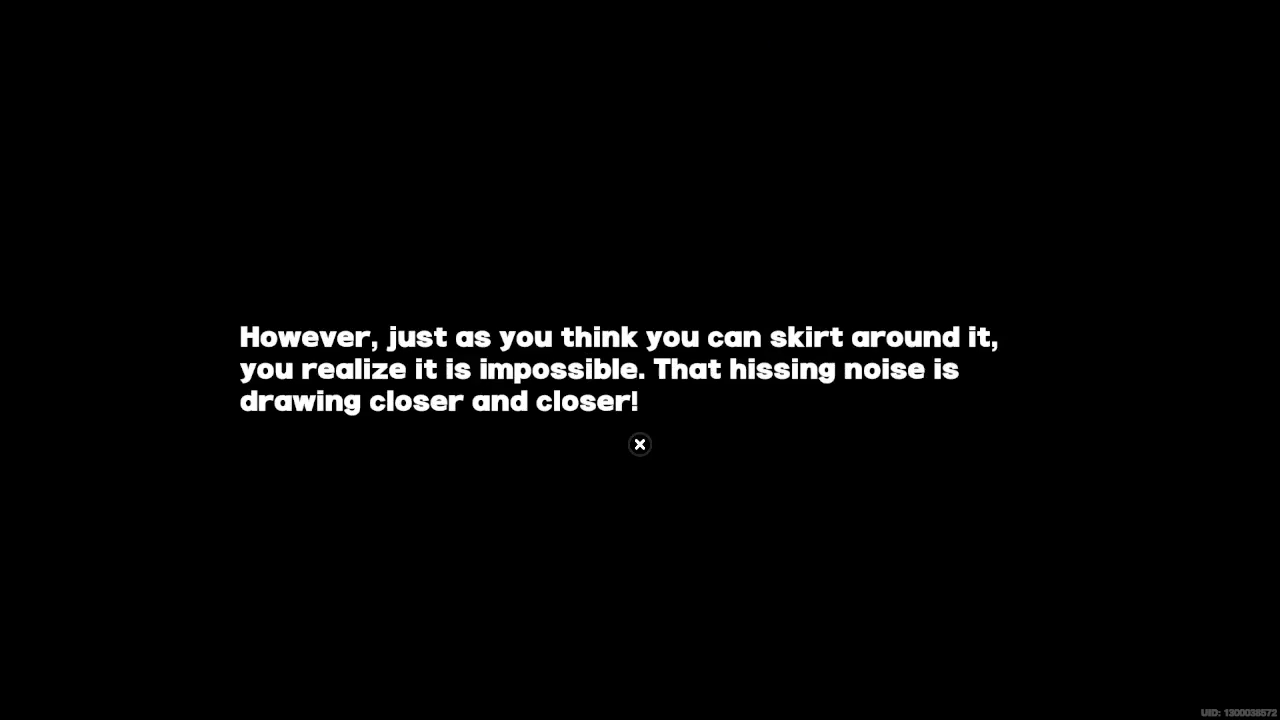 However, just as you think you can skirt around it,
you realize it is impossible. That hissing noise is
drawing closer and closer!
UID: 1300038572